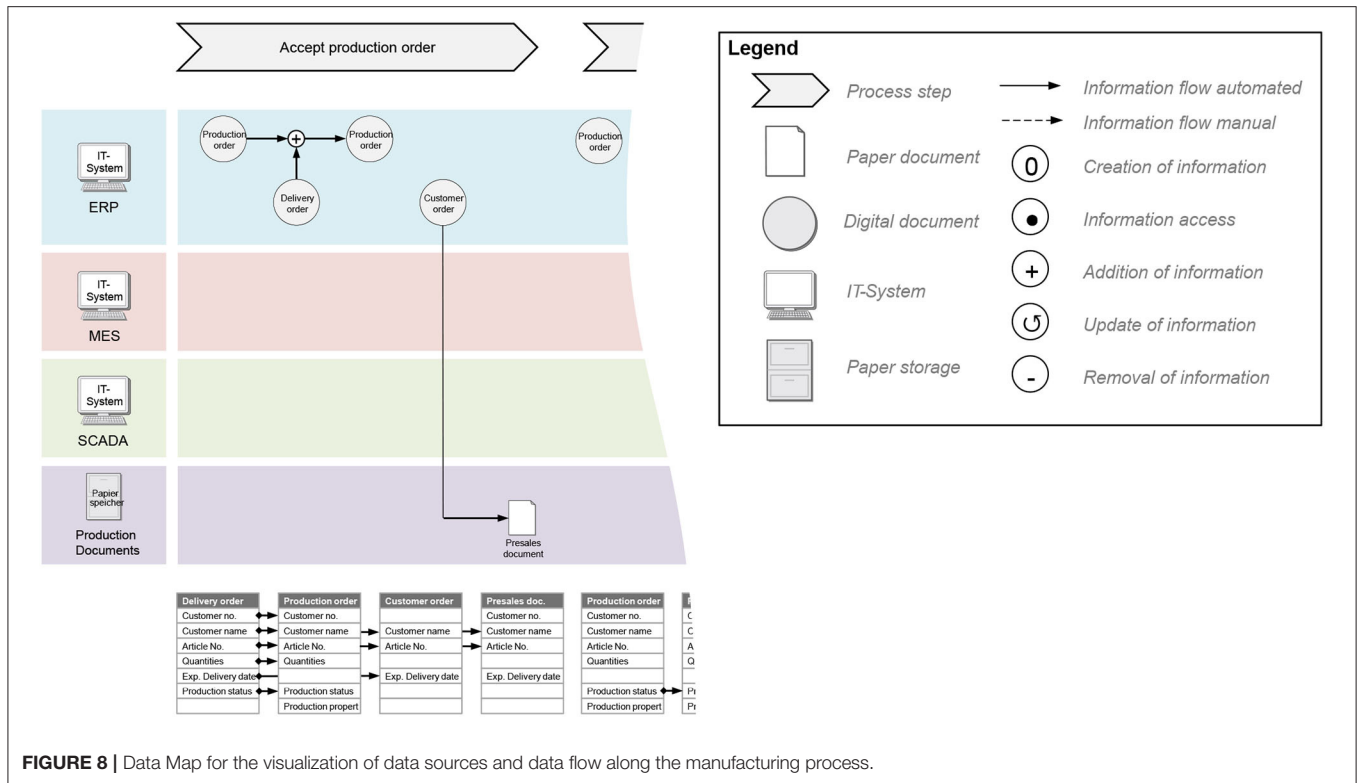 Accept production order
IT-
System
ERP
Production
order
+
Production
order
Delivery
order
Customer
order
Production
order
IT-
System
MES
IT-
System
SCADA
Papier
speicher
Production
Documents
Presales
document
Legend
Process step
Paper document
Digital document
IT-System
Paper storage
Information flow automated
Information flow manual
0 Creation of information
Information access
+ Addition of information
↺ Update of information
- Removal of information
Delivery order
Customer no.
Customer name
Article No.
Quantities
Exp. Delivery date
Production status
Production order
Customer no.
Customer name
Article No.
Quantities
Production status
Production propert
Customer order
Customer name
Article No.
Exp. Delivery date
Presales doc.
Customer no.
Customer name
Article No.
Exp. Delivery date
Production order
Customer no.
Customer name
Article No.
Quantities
Production status
Production propert
FIGURE 8 | Data Map for the visualization of data sources and data flow along the manufacturing process.